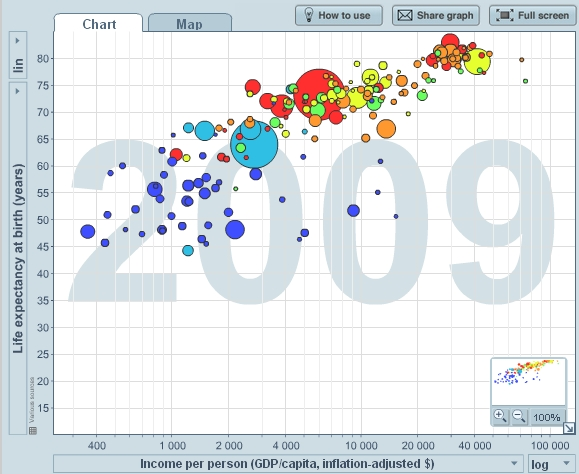 Chart
Map
How to use
Share graph
Full screen
lin
Life expectancy at birth (years)
80
75
70
65
60
55
50
45
40
35
30
25
20
15
2009
Various sources
100%
400
1 000
2 000
4 000
10 000
20 000
40 000
100 000
Income per person (GDP/capita, inflation-adjusted $)
log